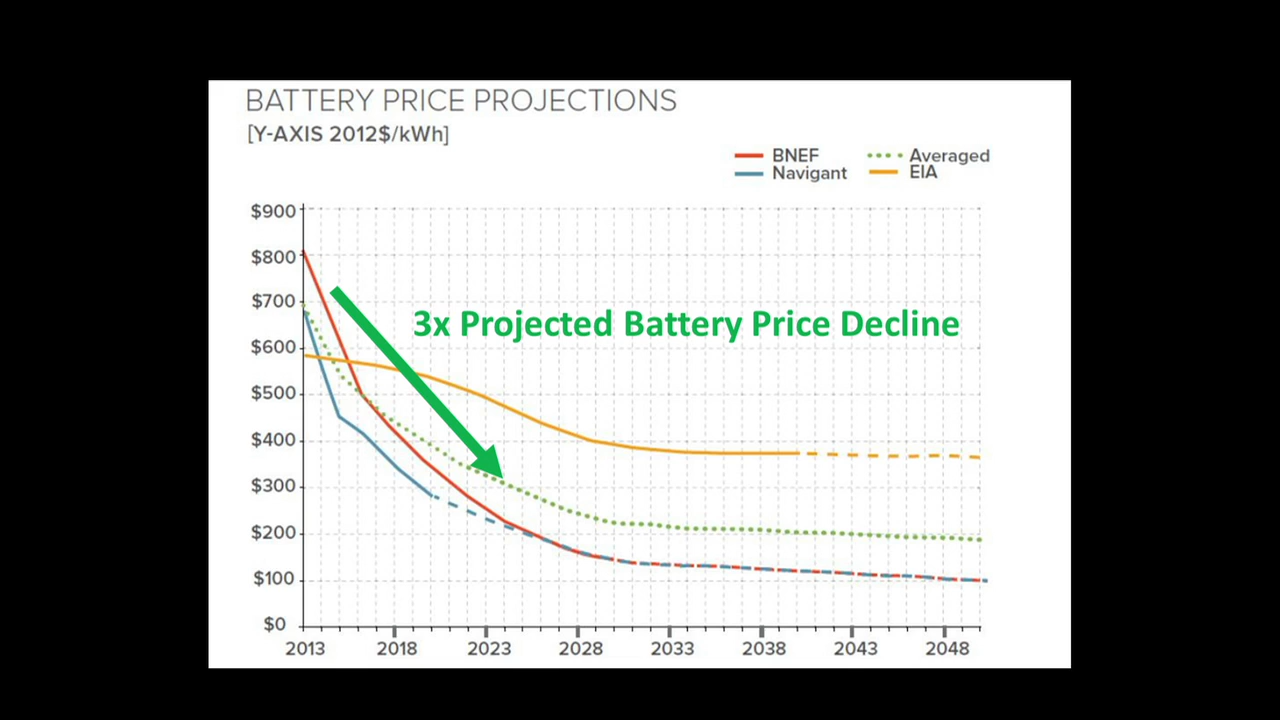 BATTERY PRICE PROJECTIONS
[Y-AXIS 2012$/kWh]
BNEF
Averaged
Navigant
EIA
$900
$800
$700
3x Projected Battery Price Decline
$600
$500
$400
$300
$200
$100
$0
2013 2018 2023 2028 2033 2038 2043 2048